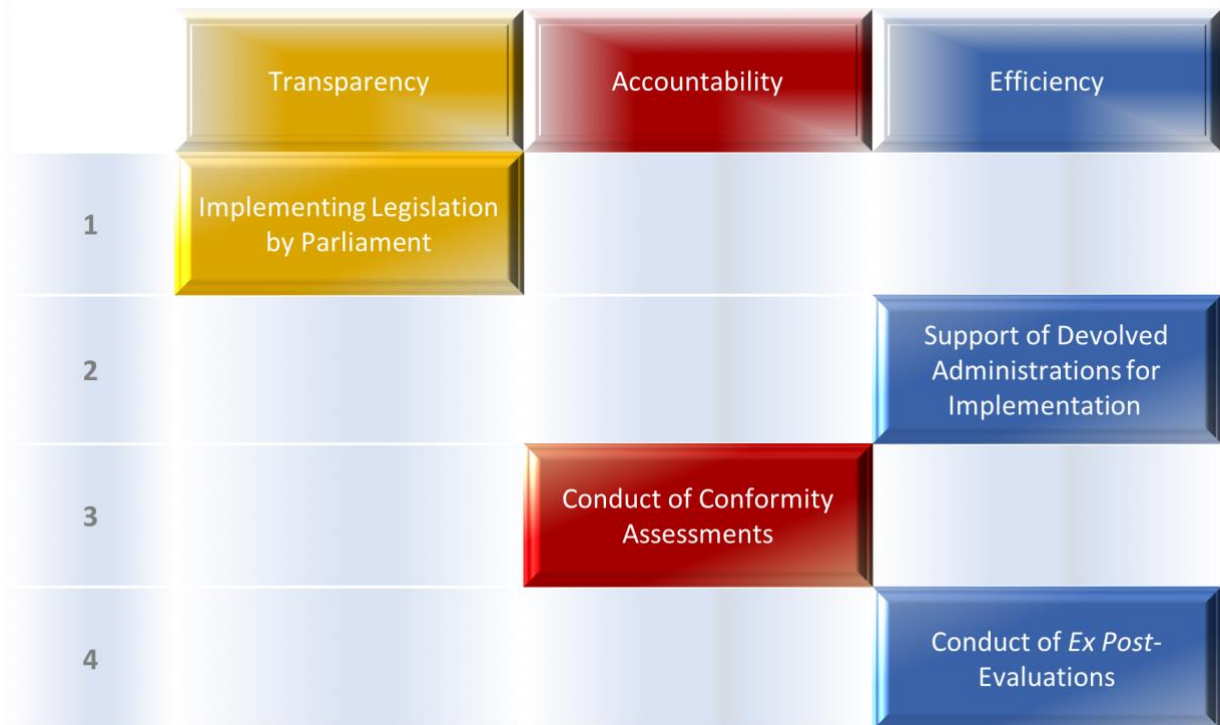 Transparency
Accountability
Efficiency
1
Implementing Legislation
by Parliament
2
Support of Devolved
Administrations for
Implementation
3
Conduct of Conformity
Assessments
4
Conduct of Ex Post-
Evaluations